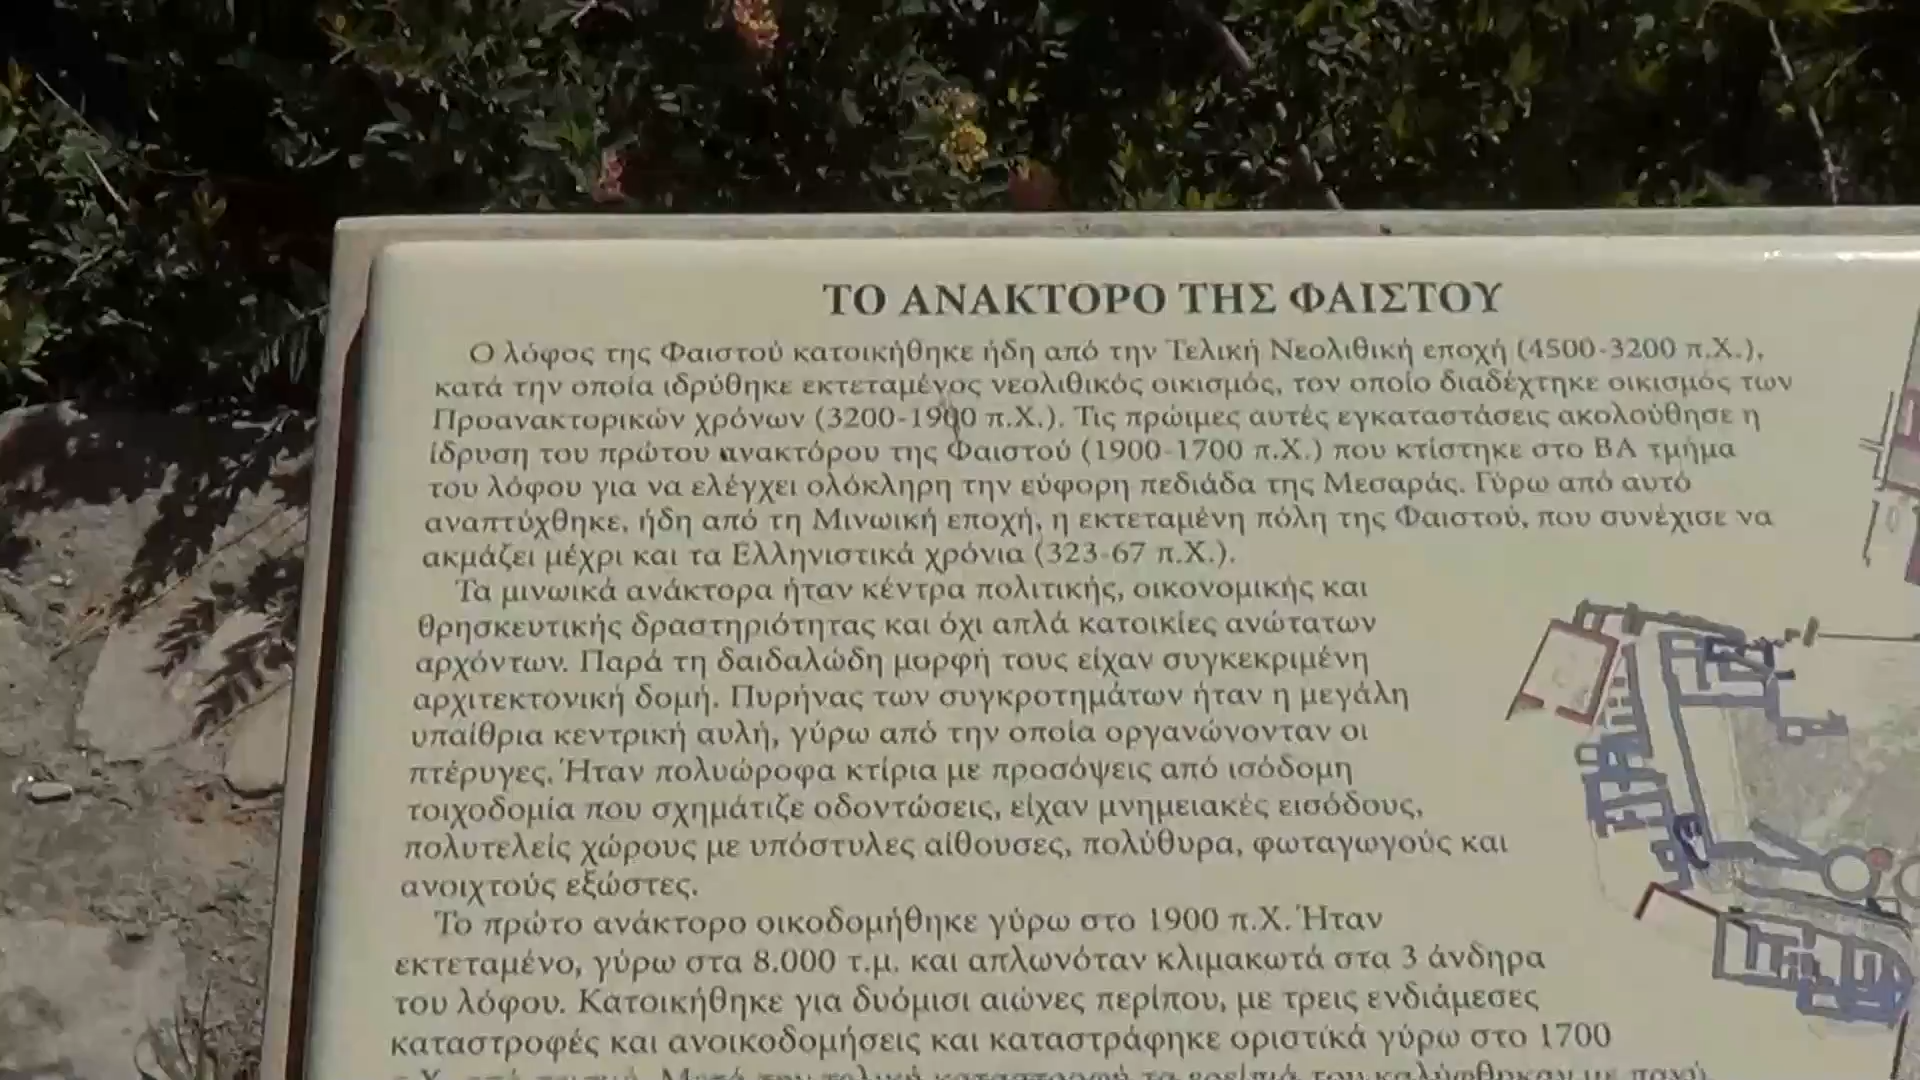 ΤΟ ΑΝΑΚΤΟΡΟ ΤΗΣ ΦΑΙΣΤΟΥ
Ο λόφος της Φαιστού κατοικήθηκε ήδη από την Τελική Νεολιθική εποχή (4500-3200 π.Χ.),
κατά την οποία ιδρύθηκε εκτεταμένος νεολιθικός οικισμός, τον οποίο διαδέχτηκε οικισμός των
Προανακτορικών χρόνων (3200-1900 π.Χ.). Τις πρώιμες αυτές εγκαταστάσεις ακολούθησε η
ίδρυση του πρώτου ανακτόρου της Φαιστού (1900-1700 π.Χ.) που κτίστηκε στο ΒΑ τμήμα
του λόφου για να ελέγχει ολόκληρη την εύφορη πεδιάδα της Μεσαράς. Γύρω από αυτό
αναπτύχθηκε, ήδη από τη Μινωική εποχή, η εκτεταμένη πόλη της Φαιστού, που συνέχισε να
ακμάζει μέχρι και τα Ελληνιστικά χρόνια (323-67 π.Χ.).
Τα μινωικά ανάκτορα ήταν κέντρα πολιτικής, οικονομικής και
θρησκευτικής δραστηριότητας και όχι απλά κατοικίες ανώτατων
αρχόντων. Παρά τη δαιδαλώδη μορφή τους είχαν συγκεκριμένη
αρχιτεκτονική δομή. Πυρήνας των συγκροτημάτων ήταν η μεγάλη
υπαίθρια κεντρική αυλή, γύρω από την οποία οργανώνονταν οι
πτέρυγες. Ήταν πολυώροφα κτίρια με προσόψεις από ισόδομη
τοιχοδομία που σχημάτιζε οδοντώσεις, είχαν μνημειακές εισόδους,
πολυτελείς χώρους με υπόστυλες αίθουσες, πολύθυρα, φωταγωγούς και
ανοιχτούς εξώστες.
Το πρώτο ανάκτορο οικοδομήθηκε γύρω στο 1900 π.Χ. Ήταν
εκτεταμένο, γύρω στα 8.000 τ.μ. και απλωνόταν κλιμακωτά στα 3 άνδηρα
του λόφου. Κατοικήθηκε για δυόμισι αιώνες περίπου, με τρεις ενδιάμεσες
καταστροφές και ανοικοδομήσεις και καταστράφηκε οριστικά γύρω στο 1700